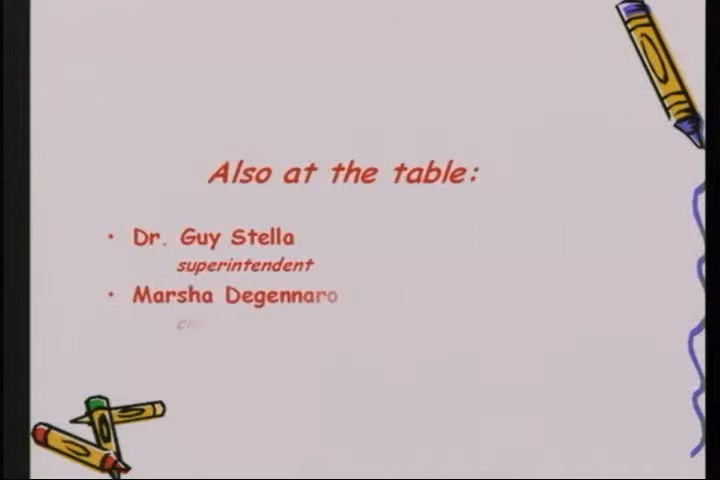 Also at the table:
• Dr. Guy Stella
superintendent
• Marsha Degennaro